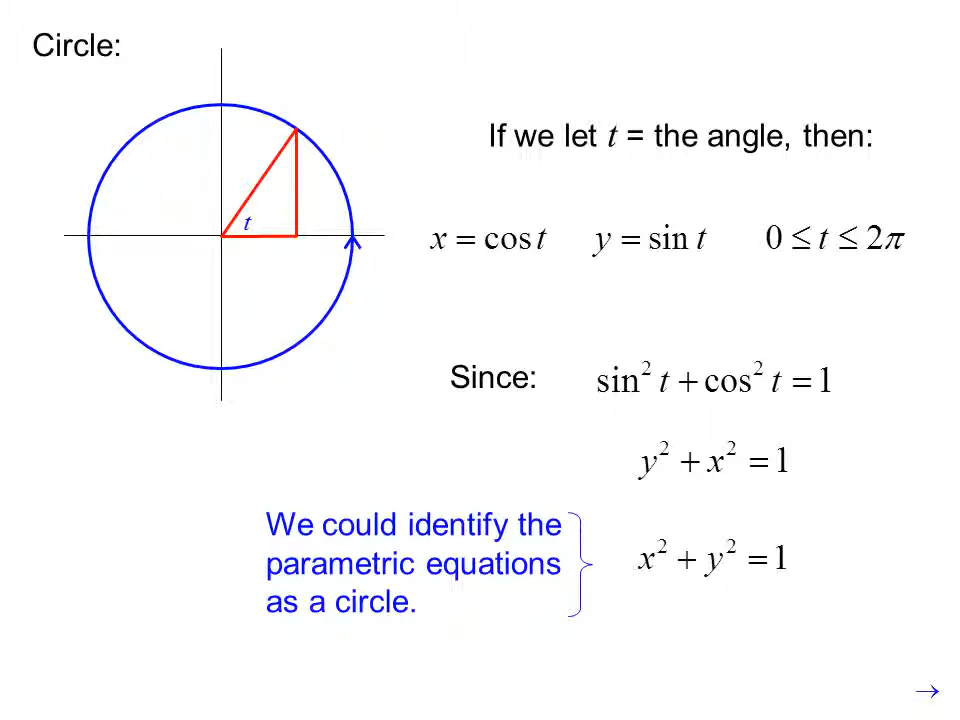 Circle:
If we let t = the angle, then:
t
x = cos t y = sin t 0 ≤ t ≤ 2π
Since: sin² t + cos² t = 1
y² + x² = 1
We could identify the
parametric equations
as a circle.
x² + y² = 1
→